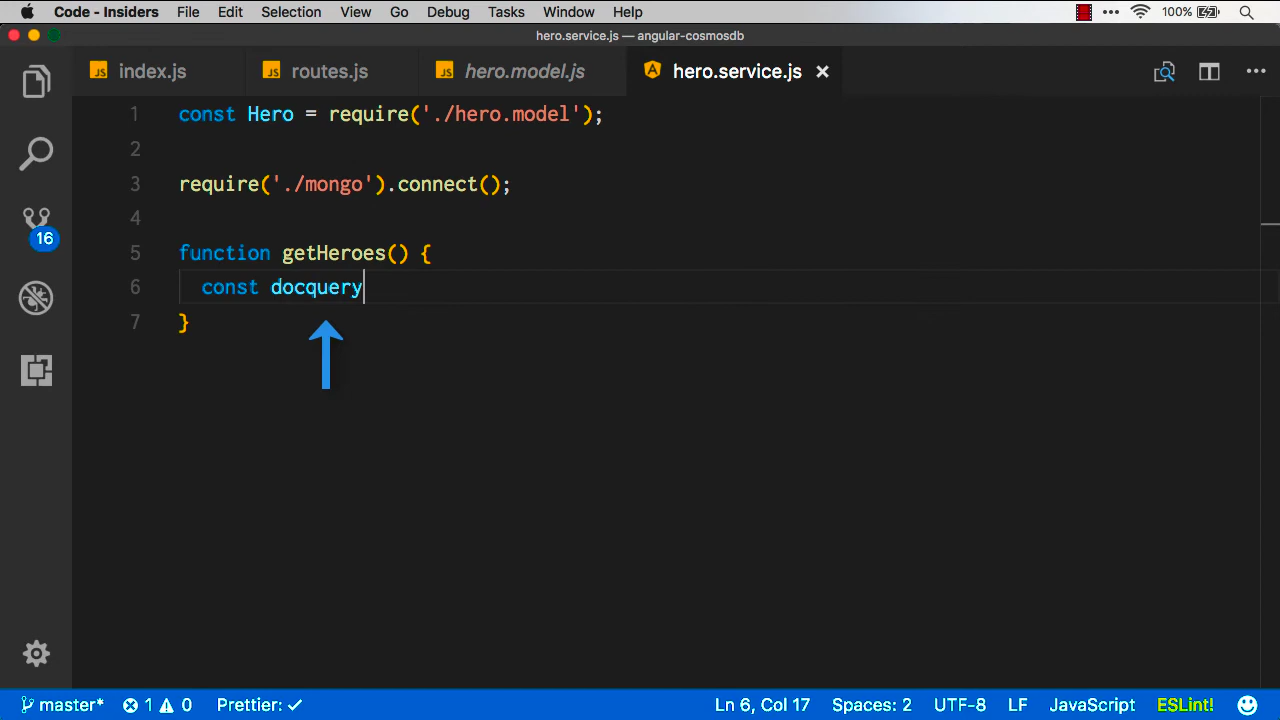 Code - Insiders File Edit Selection View Go Debug Tasks Window Help 100%
hero.service.js — angular-cosmosdb
index.js routes.js hero.model.js hero.service.js
1 const Hero = require('./hero.model');
2
3 require('./mongo').connect();
4
5 function getHeroes() {
6 const docquery
7 }
16
master* 1 0 Prettier: ✓ Ln 6, Col 17 Spaces: 2 UTF-8 LF JavaScript ESLint!